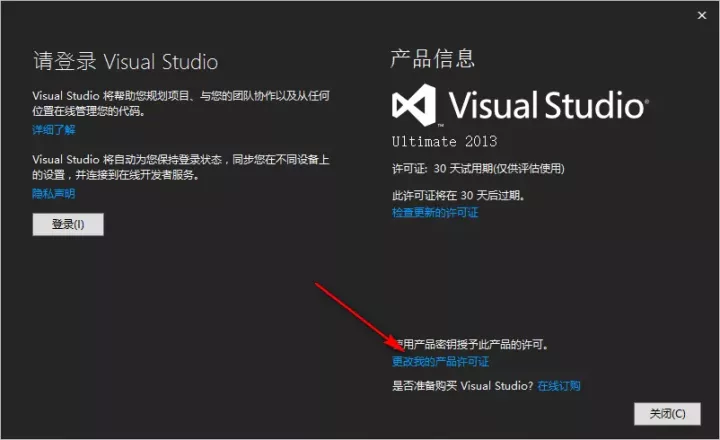 请登录 Visual Studio
Visual Studio 将帮助您规划项目、与您的团队协作以及从任何
位置在线管理您的代码。
详细了解
Visual Studio 将自动为您保持登录状态，同步您在不同设备上
的设置，并连接到在线开发者服务。
隐私声明
登录(I)
产品信息
Visual Studio
Ultimate 2013
许可证: 30 天试用期(仅供评估使用)
此许可证将在 30 天后过期。
检查更新的许可证
使用产品密钥授予此产品的许可。
更改我的产品许可证
是否准备购买 Visual Studio? 在线订购
关闭(C)